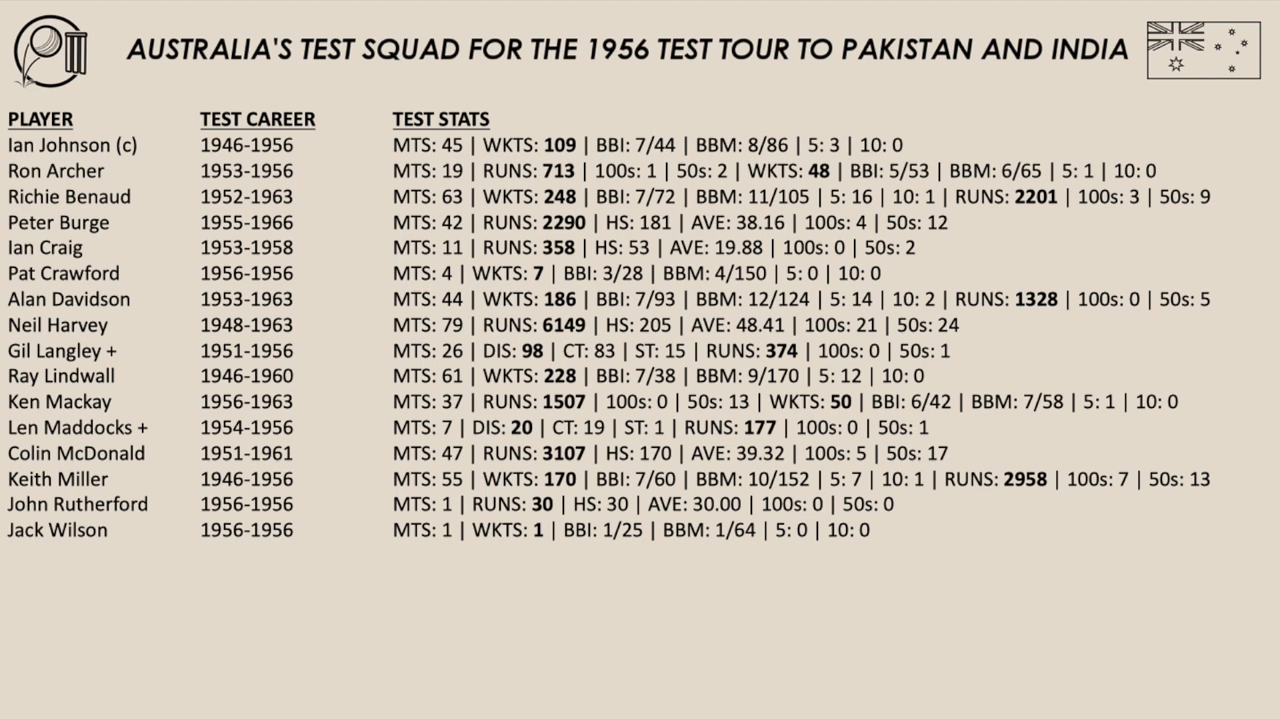 AUSTRALIA'S TEST SQUAD FOR THE 1956 TEST TOUR TO PAKISTAN AND INDIA
PLAYER TEST CAREER TEST STATS
Ian Johnson (c) 1946-1956 MTS: 45 | WKTS: 109 | BBI: 7/44 | BBM: 8/86 | 5: 3 | 10: 0
Ron Archer 1953-1956 MTS: 19 | RUNS: 713 | 100s: 1 | 50s: 2 | WKTS: 48 | BBI: 5/53 | BBM: 6/65 | 5: 1 | 10: 0
Richie Benaud 1952-1963 MTS: 63 | WKTS: 248 | BBI: 7/72 | BBM: 11/105 | 5: 16 | 10: 1 | RUNS: 2201 | 100s: 3 | 50s: 9
Peter Burge 1955-1966 MTS: 42 | RUNS: 2290 | HS: 181 | AVE: 38.16 | 100s: 4 | 50s: 12
Ian Craig 1953-1958 MTS: 11 | RUNS: 358 | HS: 53 | AVE: 19.88 | 100s: 0 | 50s: 2
Pat Crawford 1956-1956 MTS: 4 | WKTS: 7 | BBI: 3/28 | BBM: 4/150 | 5: 0 | 10: 0
Alan Davidson 1953-1963 MTS: 44 | WKTS: 186 | BBI: 7/93 | BBM: 12/124 | 5: 14 | 10: 2 | RUNS: 1328 | 100s: 0 | 50s: 5
Neil Harvey 1948-1963 MTS: 79 | RUNS: 6149 | HS: 205 | AVE: 48.41 | 100s: 21 | 50s: 24
Gil Langley + 1951-1956 MTS: 26 | DIS: 98 | CT: 83 | ST: 15 | RUNS: 374 | 100s: 0 | 50s: 1
Ray Lindwall 1946-1960 MTS: 61 | WKTS: 228 | BBI: 7/38 | BBM: 9/170 | 5: 12 | 10: 0
Ken Mackay 1956-1963 MTS: 37 | RUNS: 1507 | 100s: 0 | 50s: 13 | WKTS: 50 | BBI: 6/42 | BBM: 7/58 | 5: 1 | 10: 0
Len Maddocks + 1954-1956 MTS: 7 | DIS: 20 | CT: 19 | ST: 1 | RUNS: 177 | 100s: 0 | 50s: 1
Colin McDonald 1951-1961 MTS: 47 | RUNS: 3107 | HS: 170 | AVE: 39.32 | 100s: 5 | 50s: 17
Keith Miller 1946-1956 MTS: 55 | WKTS: 170 | BBI: 7/60 | BBM: 10/152 | 5: 7 | 10: 1 | RUNS: 2958 | 100s: 7 | 50s: 13
John Rutherford 1956-1956 MTS: 1 | RUNS: 30 | HS: 30 | AVE: 30.00 | 100s: 0 | 50s: 0
Jack Wilson 1956-1956 MTS: 1 | WKTS: 1 | BBI: 1/25 | BBM: 1/64 | 5: 0 | 10: 0